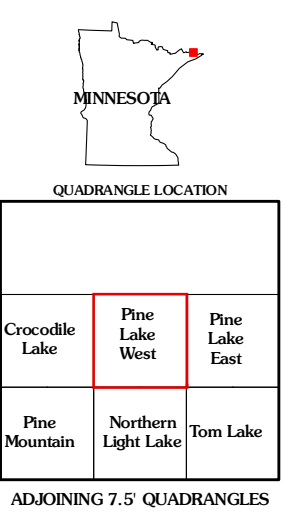 MINNESOTA
QUADRANGLE LOCATION
Crocodile
Lake
Pine
Lake
West
Pine
Lake
East
Pine
Mountain
Northern
Light Lake
Tom Lake
ADJOINING 7.5' QUADRANGLES